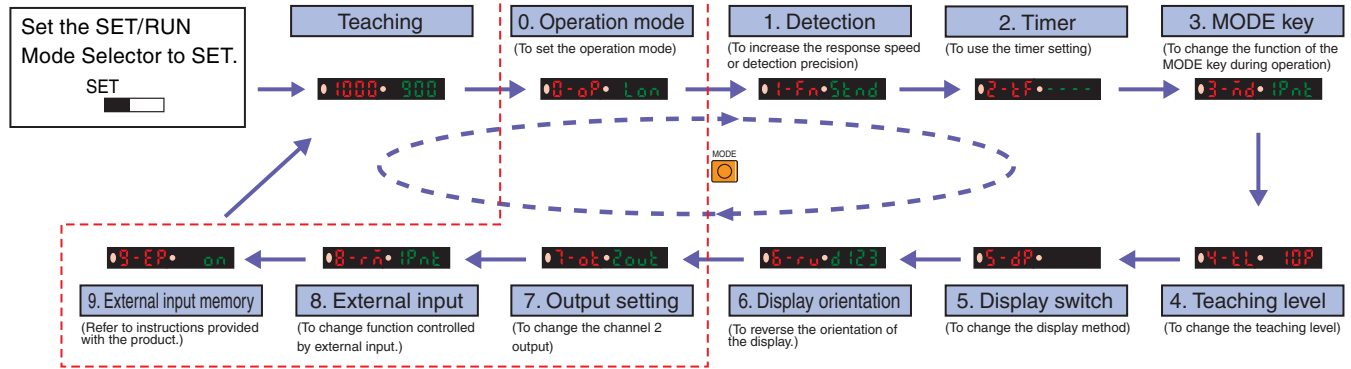 Set the SET/RUN
Mode Selector to SET.
SET
Teaching
1000 900
0. Operation mode
(To set the operation mode)
0-oP Lon
1. Detection
(To increase the response speed
or detection precision)
1-Fn Stnd
2. Timer
(To use the timer setting)
2-tF ----
3. MODE key
(To change the function of the
MODE key during operation)
3-md 1Pnt
MODE
9-EP on
9. External input memory
(Refer to instructions provided
with the product.)
8-rm 1Pnt
8. External input
(To change function controlled
by external input.)
7-ot 2out
7. Output setting
(To change the channel 2
output)
6-ru d123
6. Display orientation
(To reverse the orientation of
the display.)
5-dP
5. Display switch
(To change the display method)
4-tL 10P
4. Teaching level
(To change the teaching level)